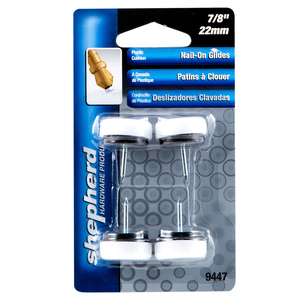 7/8"
22mm
Plastic
Cushion
Nail-On Glides
À Coussin
de Plastique
Patins à Clouer
Cojincillo
de Plástico
Deslizadores Clavadas
shepherd
HARDWARE PRODUCTS
9447